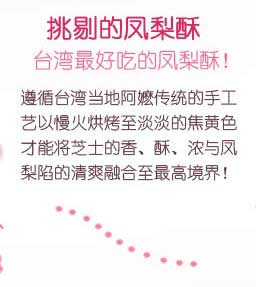 挑剔的凤梨酥
台湾最好吃的凤梨酥！
遵循台湾当地阿嬷传统的手工
艺以慢火烘烤至淡淡的焦黄色
才能将芝士的香、酥、浓与凤
梨陷的清爽融合至最高境界！